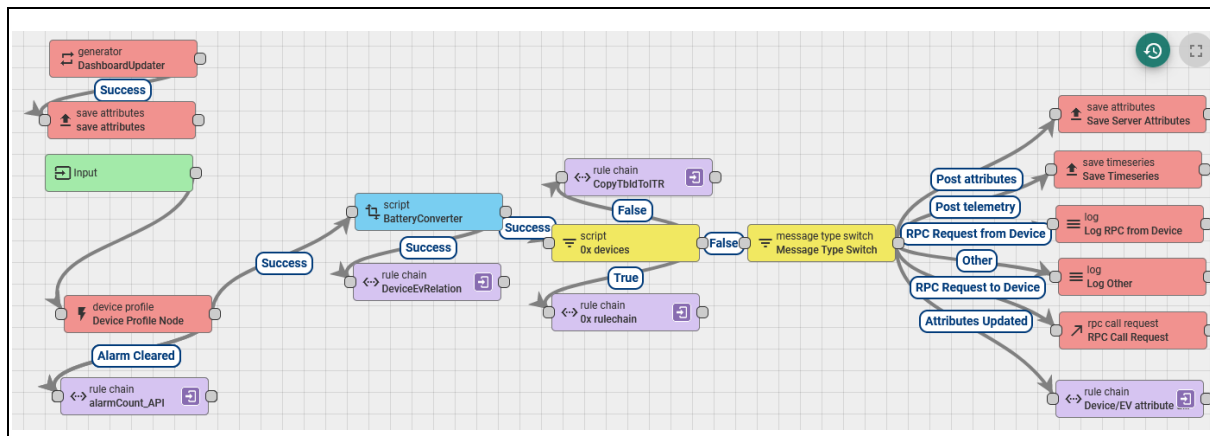 generator
DashboardUpdater
Success
save attributes
save attributes
Input
Success
device profile
Device Profile Node
Alarm Cleared
rule chain
alarmCount_API
script
BatteryConverter
Success
rule chain
DeviceEvRelation
Success
rule chain
CopyTbIdToITR
False
script
0x devices
True
rule chain
0x rulechain
False
message type switch
Message Type Switch
Post attributes
Post telemetry
RPC Request from Device
Other
RPC Request to Device
Attributes Updated
save attributes
Save Server Attributes
save timeseries
Save Timeseries
log
Log RPC from Device
log
Log Other
rpc call request
RPC Call Request
rule chain
Device/EV attribute ...